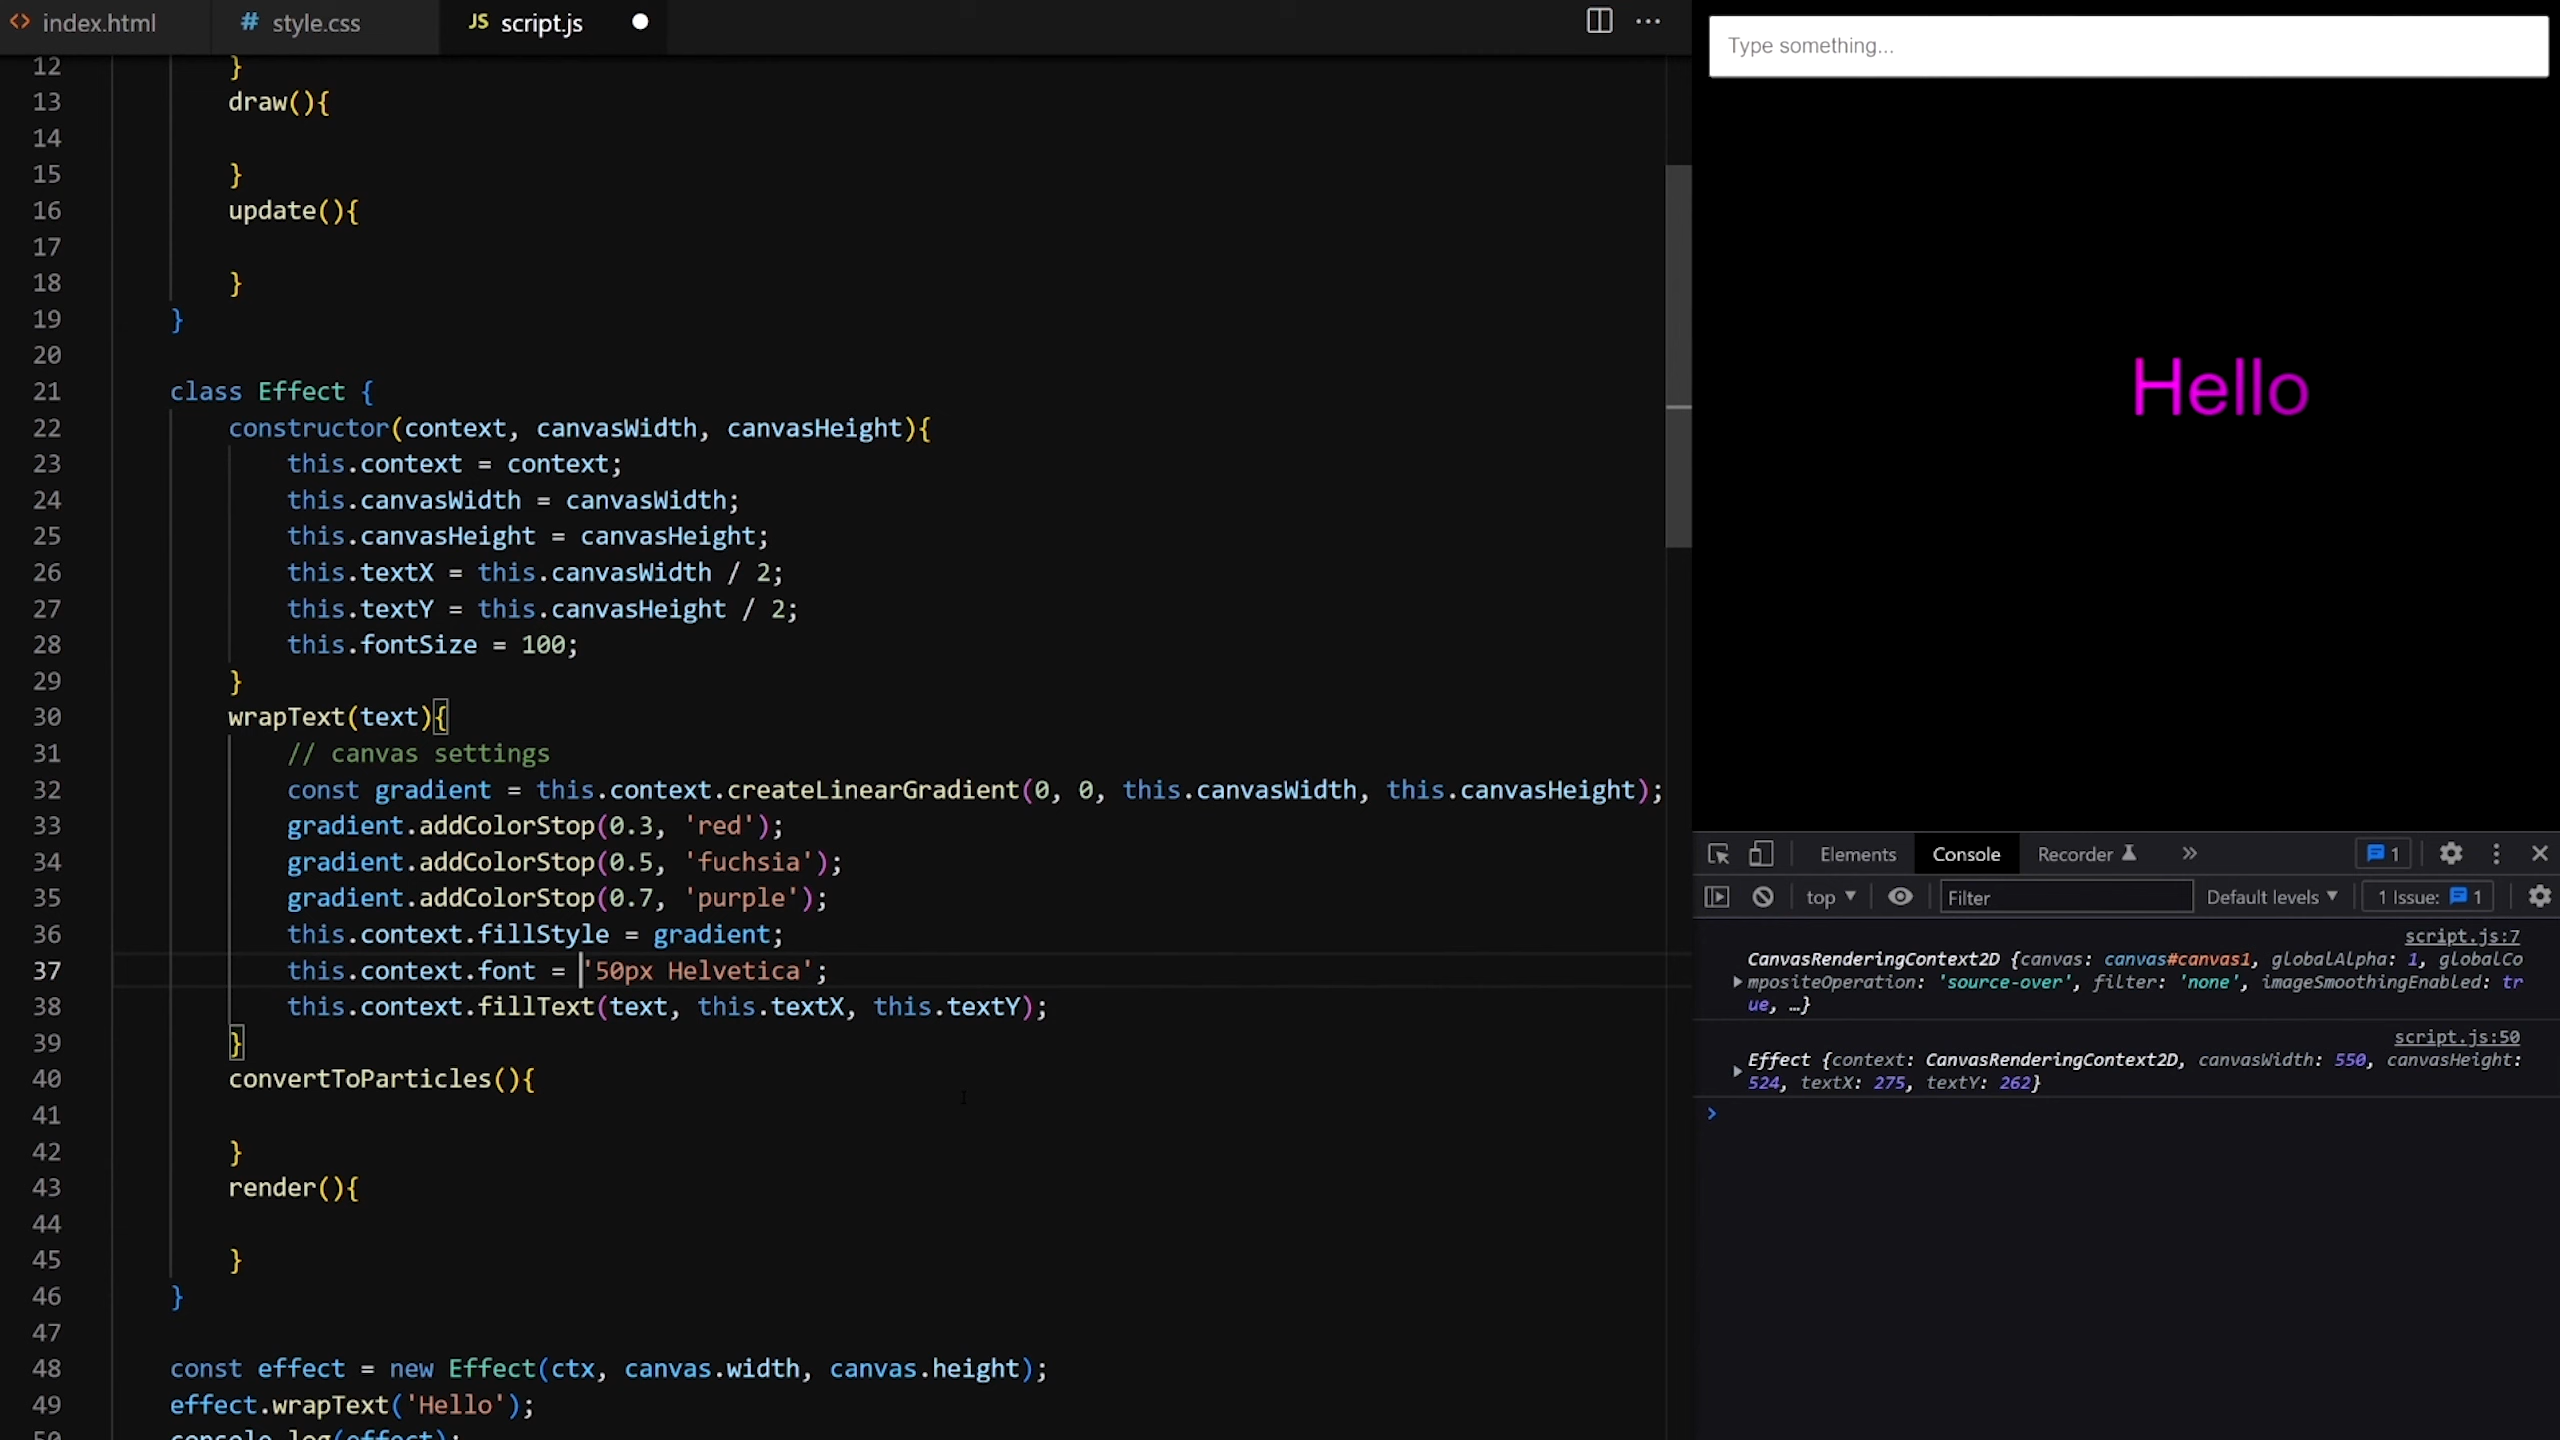 index.html
# style.css
JS script.js
12 }
13 draw(){
14
15 }
16 update(){
17
18 }
19 }
20
21 class Effect {
22 constructor(context, canvasWidth, canvasHeight){
23 this.context = context;
24 this.canvasWidth = canvasWidth;
25 this.canvasHeight = canvasHeight;
26 this.textX = this.canvasWidth / 2;
27 this.textY = this.canvasHeight / 2;
28 this.fontSize = 100;
29 }
30 wrapText(text){
31 // canvas settings
32 const gradient = this.context.createLinearGradient(0, 0, this.canvasWidth, this.canvasHeight);
33 gradient.addColorStop(0.3, 'red');
34 gradient.addColorStop(0.5, 'fuchsia');
35 gradient.addColorStop(0.7, 'purple');
36 this.context.fillStyle = gradient;
37 this.context.font = '50px Helvetica';
38 this.context.fillText(text, this.textX, this.textY);
39 }
40 convertToParticles(){
41
42 }
43 render(){
44
45 }
46 }
47
48 const effect = new Effect(ctx, canvas.width, canvas.height);
49 effect.wrapText('Hello');
50 console.log(effect);
Type something...
Hello
Elements Console Recorder » 1
top Filter Default levels 1 Issue: 1
script.js:7
CanvasRenderingContext2D {canvas: canvas#canvas1, globalAlpha: 1, globalCo
mpositeOperation: 'source-over', filter: 'none', imageSmoothingEnabled: tr
ue, …}
script.js:50
Effect {context: CanvasRenderingContext2D, canvasWidth: 550, canvasHeight:
524, textX: 275, textY: 262}
>